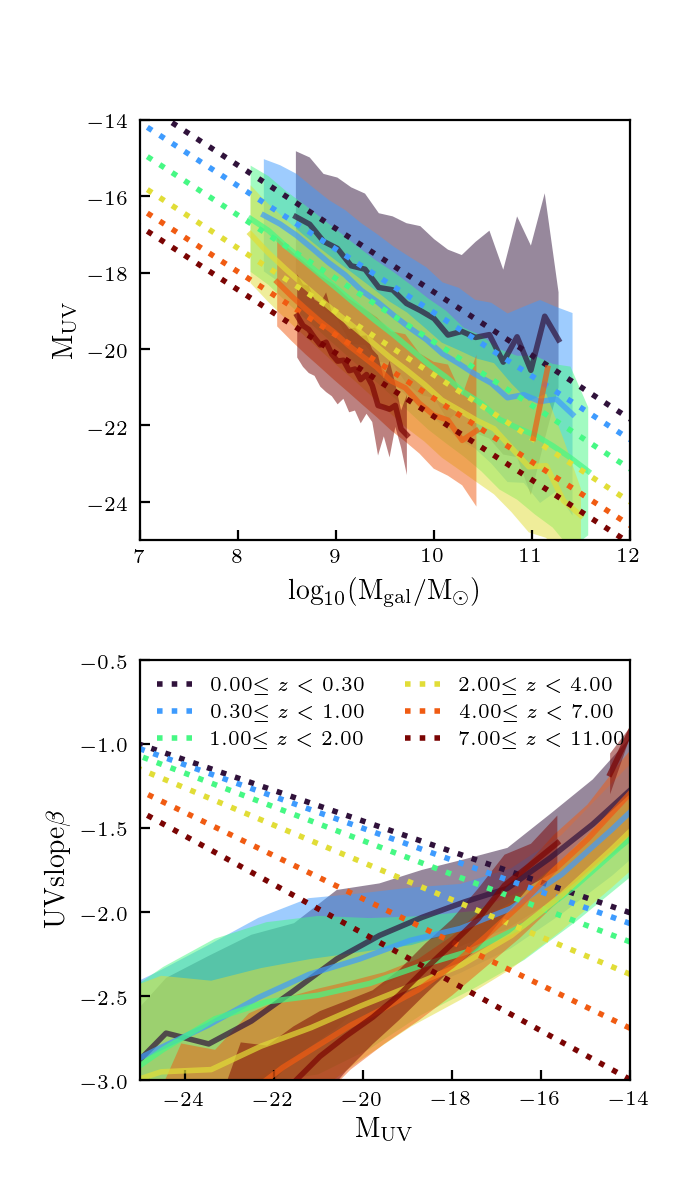 −14
−16
−18
−20
−22
−24
M_UV
7 8 9 10 11 12
log₁₀(M_gal/M_⊙)
−0.5
−1.0
−1.5
−2.0
−2.5
−3.0
UVslopeβ
0.00≤ z < 0.30 2.00≤ z < 4.00
0.30≤ z < 1.00 4.00≤ z < 7.00
1.00≤ z < 2.00 7.00≤ z < 11.00
−24 −22 −20 −18 −16 −14
M_UV